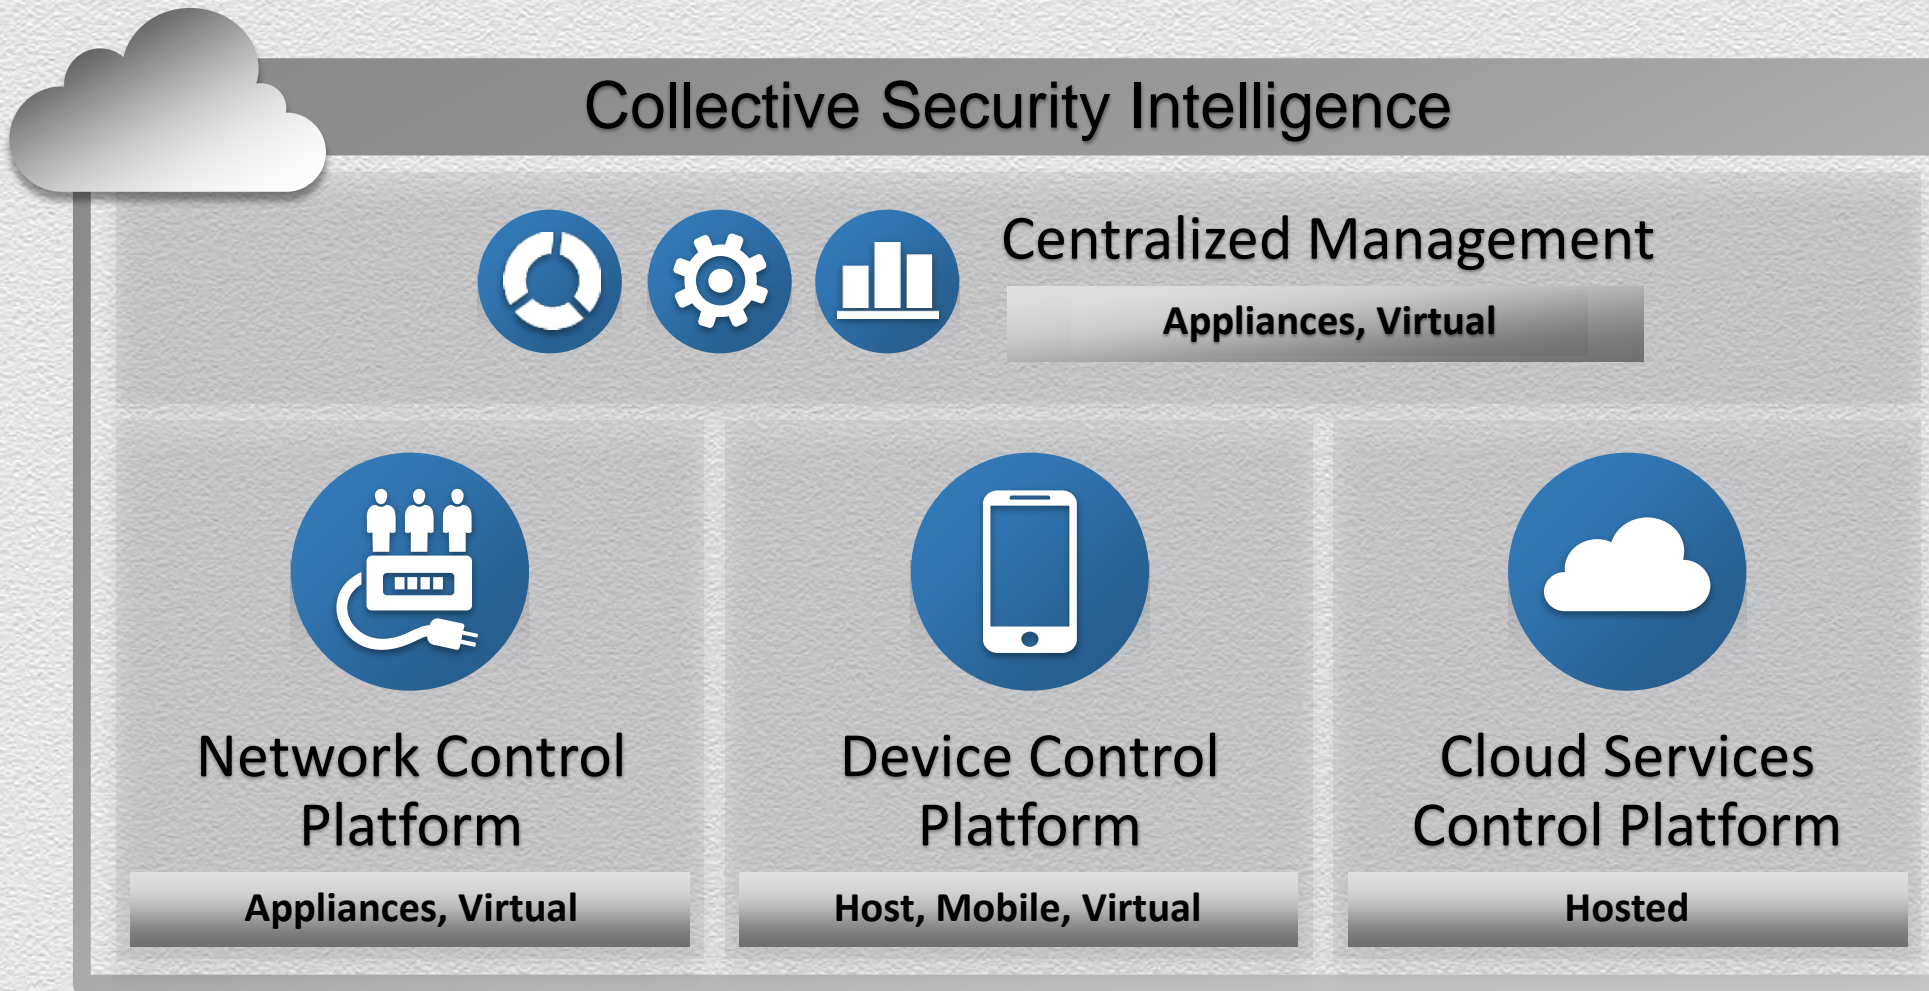 Collective Security Intelligence
Centralized Management
Appliances, Virtual
Network Control
Platform
Appliances, Virtual
Device Control
Platform
Host, Mobile, Virtual
Cloud Services
Control Platform
Hosted